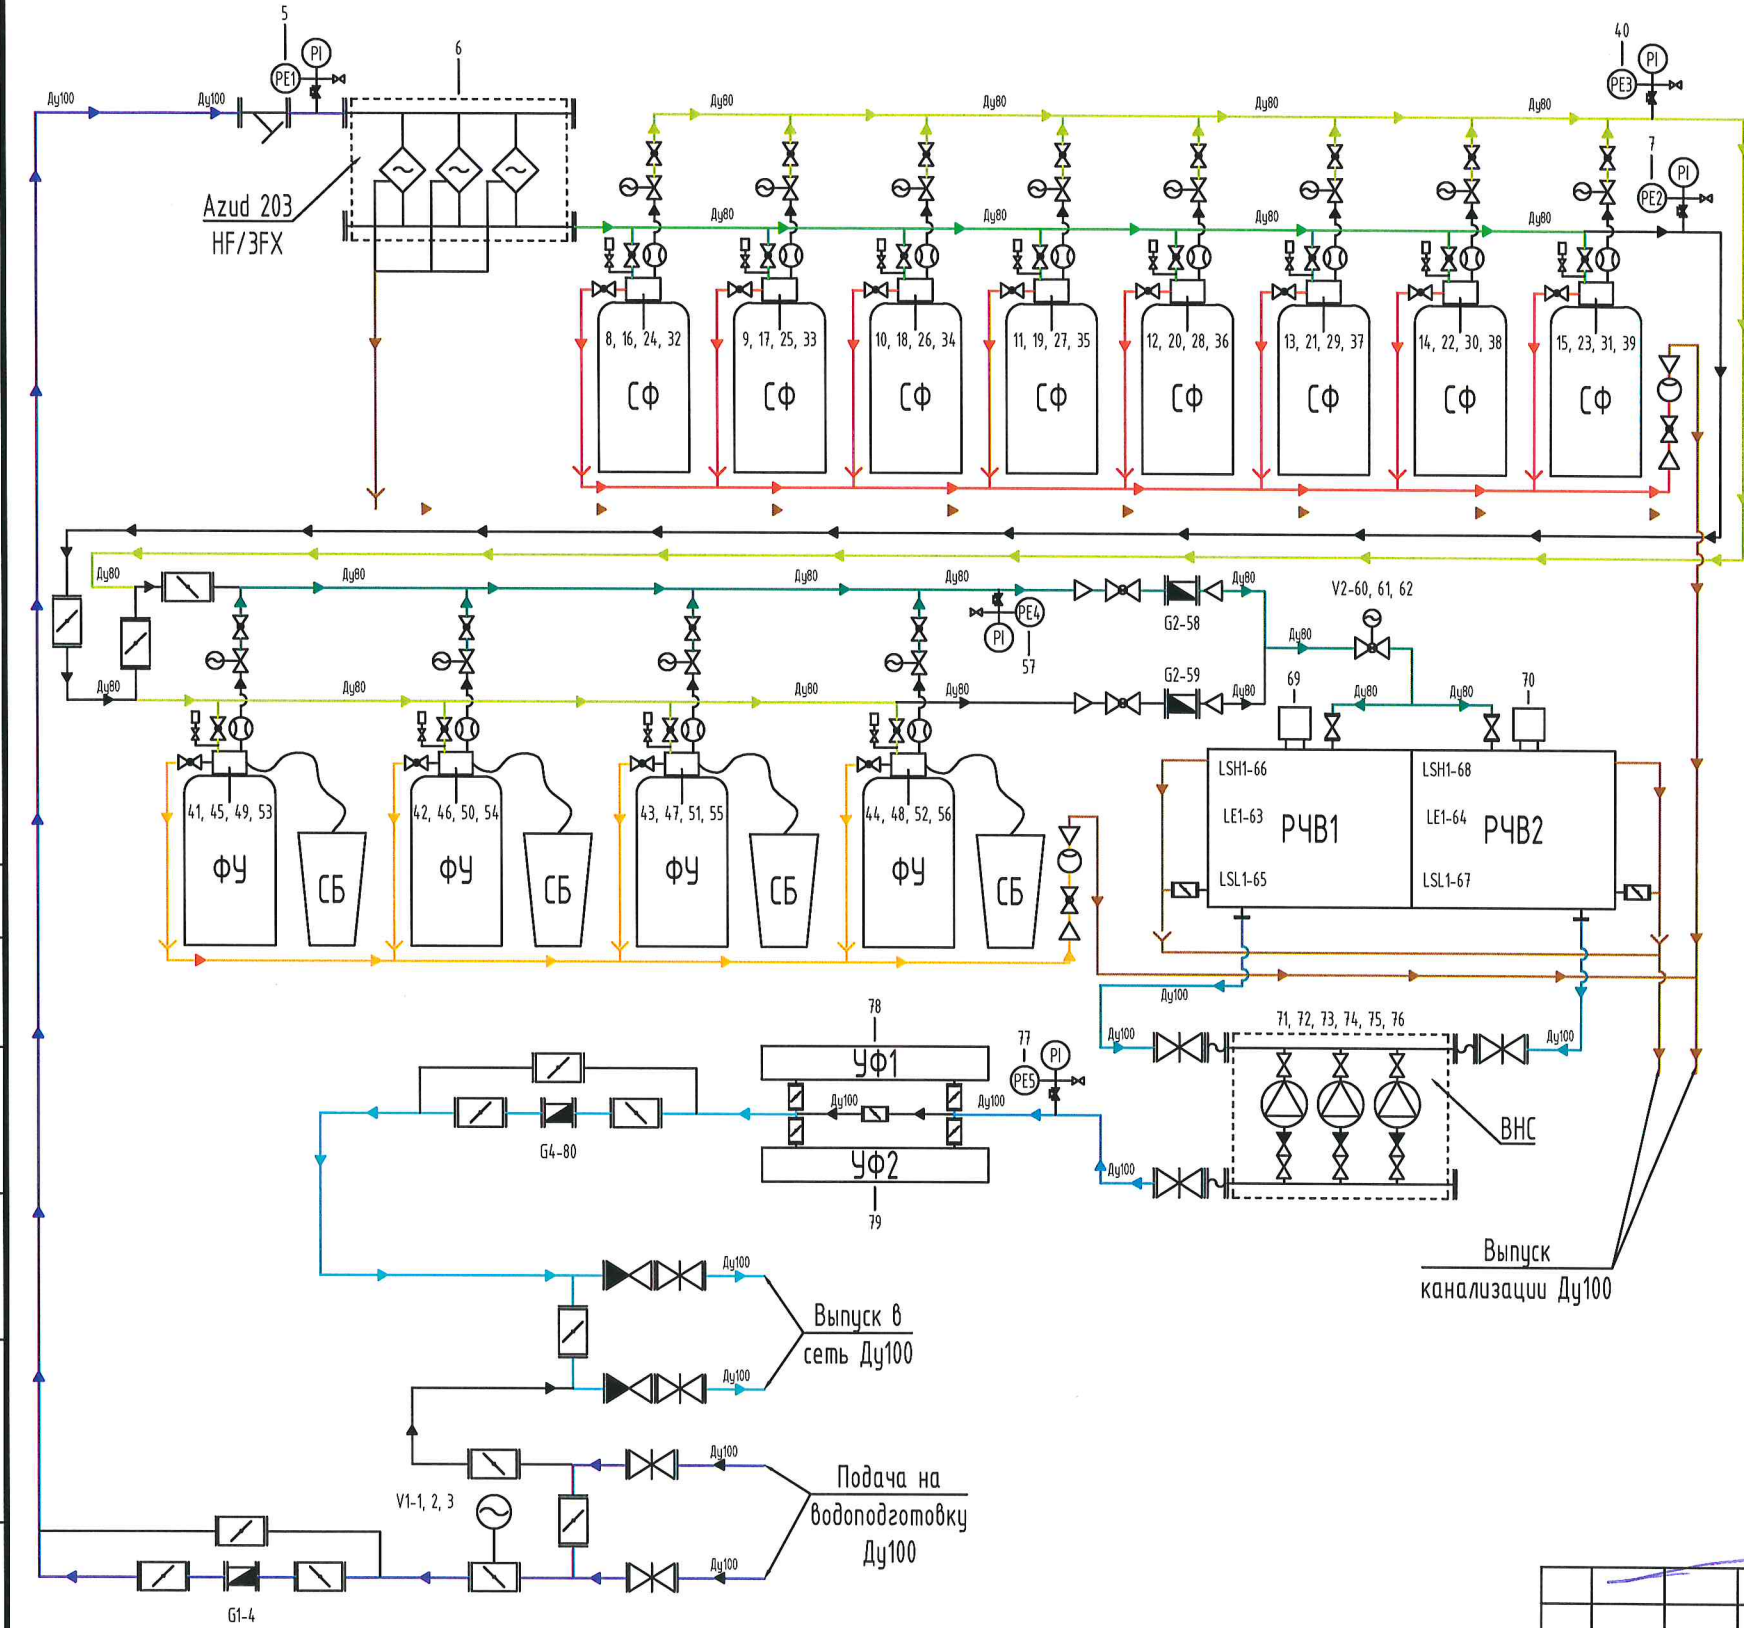 5
PI
PE1
6
40
PI
PE3
Ду100
Ду100
Ду80
Ду80
Ду80
Ду80
7
PI
PE2
Azud 203
HF/3FX
Ду80
Ду80
Ду80
Ду80
8, 16, 24, 32
9, 17, 25, 33
10, 18, 26, 34
11, 19, 27, 35
12, 20, 28, 36
13, 21, 29, 37
14, 22, 30, 38
15, 23, 31, 39
СФ
СФ
СФ
СФ
СФ
СФ
СФ
СФ
Ду80
Ду80
Ду80
Ду80
Ду80
PE4
PI
57
Ду80
G2-58
V2-60, 61, 62
Ду80
Ду80
Ду80
Ду80
Ду80
G2-59
Ду80
69
Ду80
Ду80
70
41, 45, 49, 53
42, 46, 50, 54
43, 47, 51, 55
44, 48, 52, 56
ФУ
СБ
ФУ
СБ
ФУ
СБ
ФУ
СБ
LSH1-66
LSH1-68
LE1-63
РЧВ1
LE1-64
РЧВ2
LSL1-65
LSL1-67
Ду100
78
77
PI
PE5
Ду100
71, 72, 73, 74, 75, 76
Ду100
УФ1
Ду100
Ду100
G4-80
УФ2
79
Ду100
ВНС
Выпуск
канализации Ду100
Ду100
Выпуск в
сеть Ду100
Ду100
Ду100
Подача на
водоподготовку
Ду100
V1-1, 2, 3
Ду100
G1-4